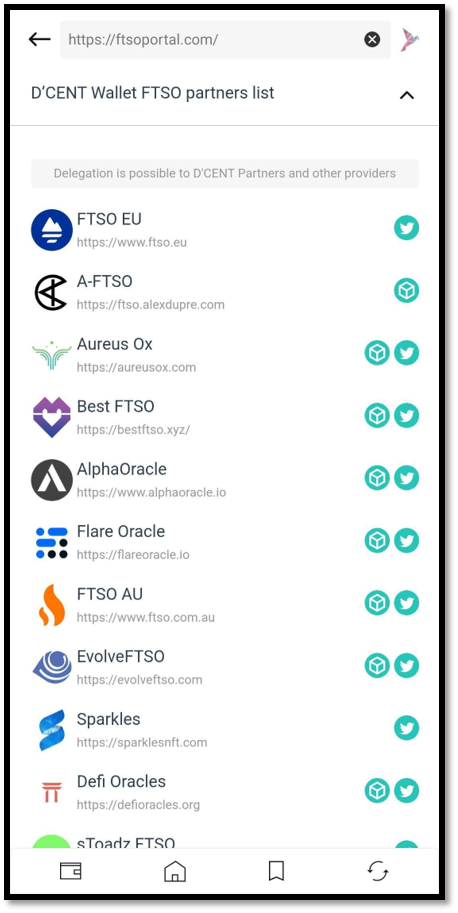 https://ftsoportal.com/
D'CENT Wallet FTSO partners list
Delegation is possible to D'CENT Partners and other providers
FTSO EU
https://www.ftso.eu
A-FTSO
https://ftso.alexdupre.com
Aureus Ox
https://aureusox.com
Best FTSO
https://bestftso.xyz/
AlphaOracle
https://www.alphaoracle.io
Flare Oracle
https://flareoracle.io
FTSO AU
https://www.ftso.com.au
EvolveFTSO
https://evolveftso.com
Sparkles
https://sparklesnft.com
Defi Oracles
https://defioracles.org
sToadz FTSO